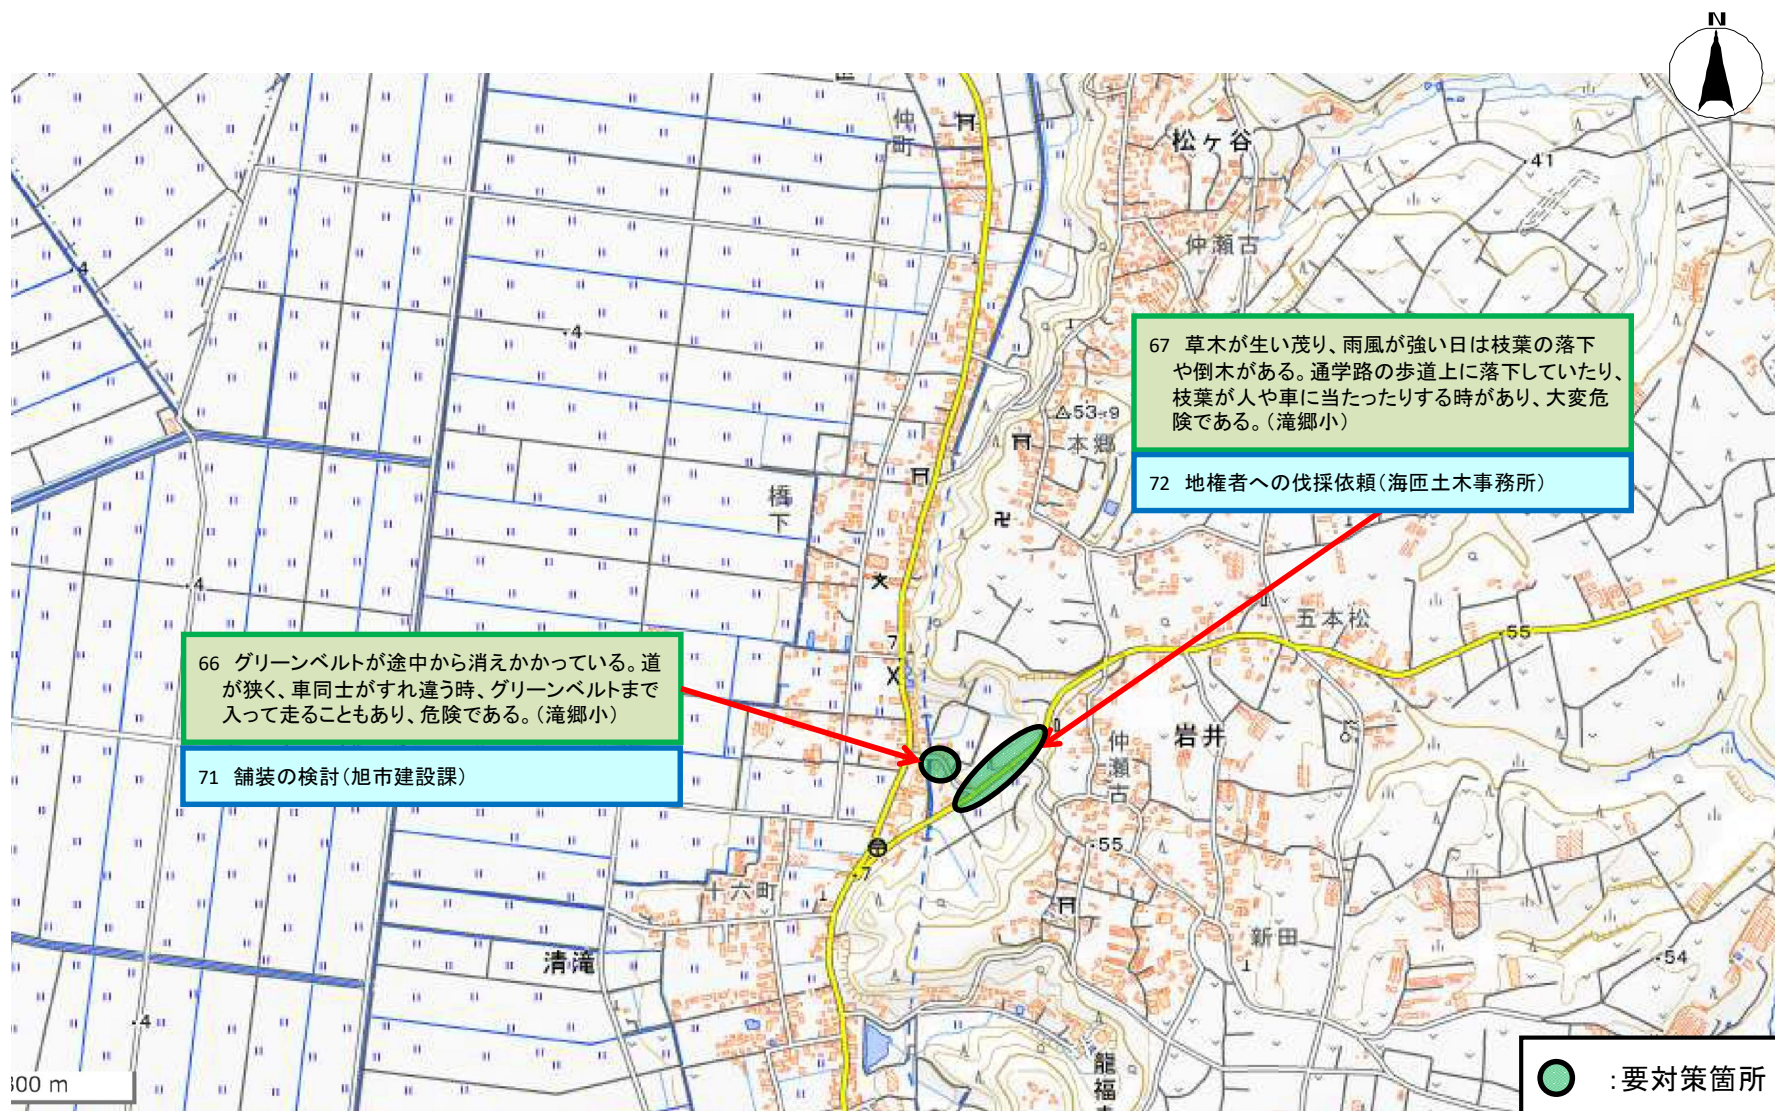 N
仲町
松ヶ谷
41
仲瀬古
4
4
67 草木が生い茂り、雨風が強い日は枝葉の落下
や倒木がある。通学路の歩道上に落下していたり、
枝葉が人や車に当たったりする時があり、大変危
険である。(滝郷小)
72 地権者への伐採依頼(海匝土木事務所)
53.9
本郷
橋下
4
五本松
55
7
66 グリーンベルトが途中から消えかかっている。道
が狭く、車同士がすれ違う時、グリーンベルトまで
入って走ることもあり、危険である。(滝郷小)
71 舗装の検討(旭市建設課)
岩井
仲瀬古
55
7
十六町
新田
清滝
54
4
龍福
300 m
:要対策箇所